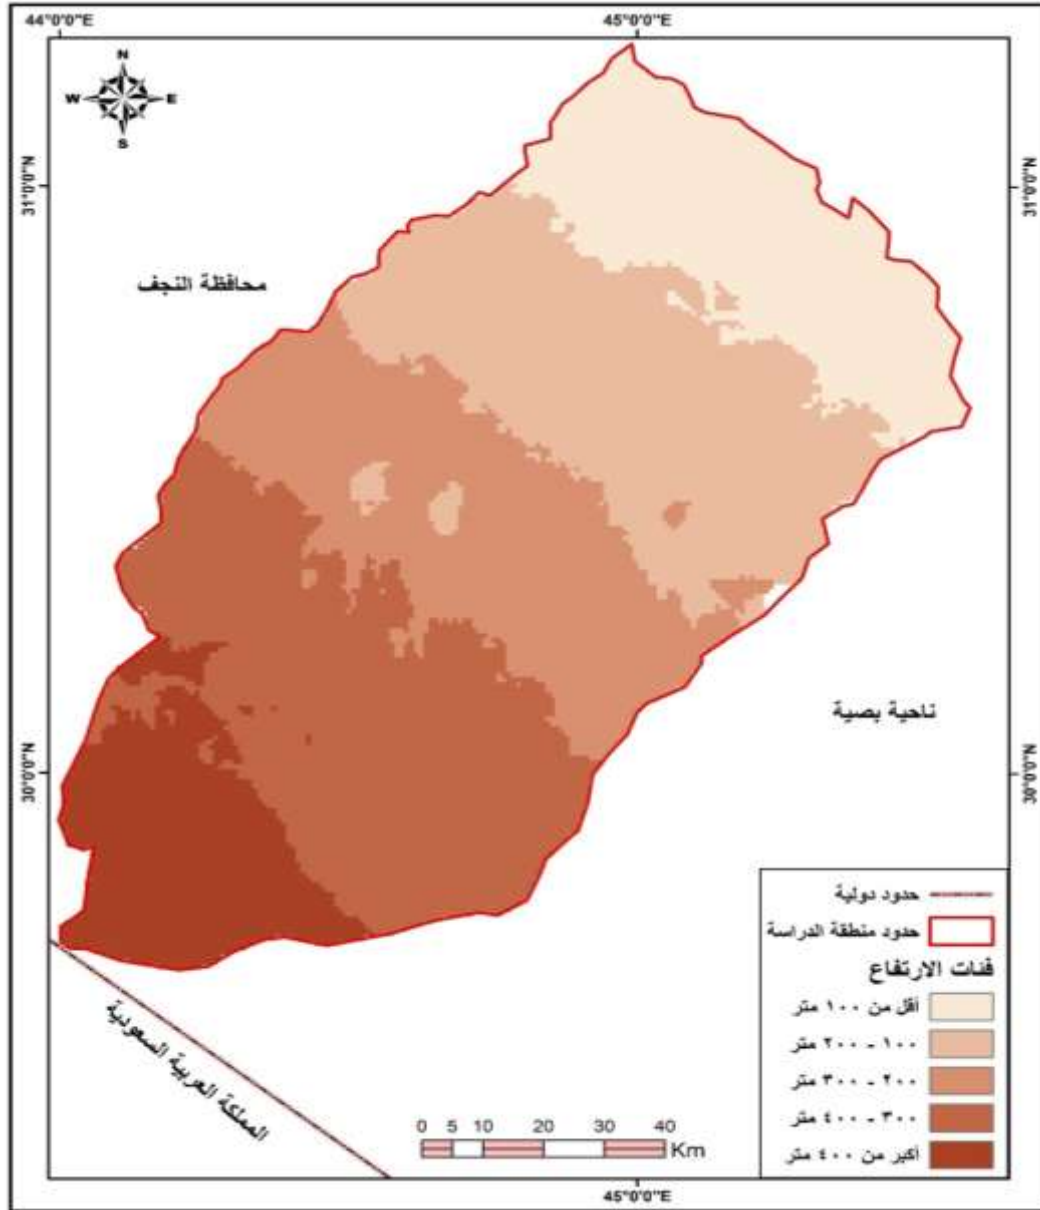 44°0'0"E
45°0'0"E
N
W
E
S
31°0'0"N
31°0'0"N
محافظة النجف
ناحية بصية
30°0'0"N
30°0'0"N
حدود دولية
حدود منطقة الدراسة
فئات الارتفاع
أقل من ١٠٠ متر
١٠٠ - ٢٠٠ متر
٢٠٠ - ٣٠٠ متر
٣٠٠ - ٤٠٠ متر
أكبر من ٤٠٠ متر
المملكة العربية السعودية
0 5 10 20 30 40
Km
45°0'0"E